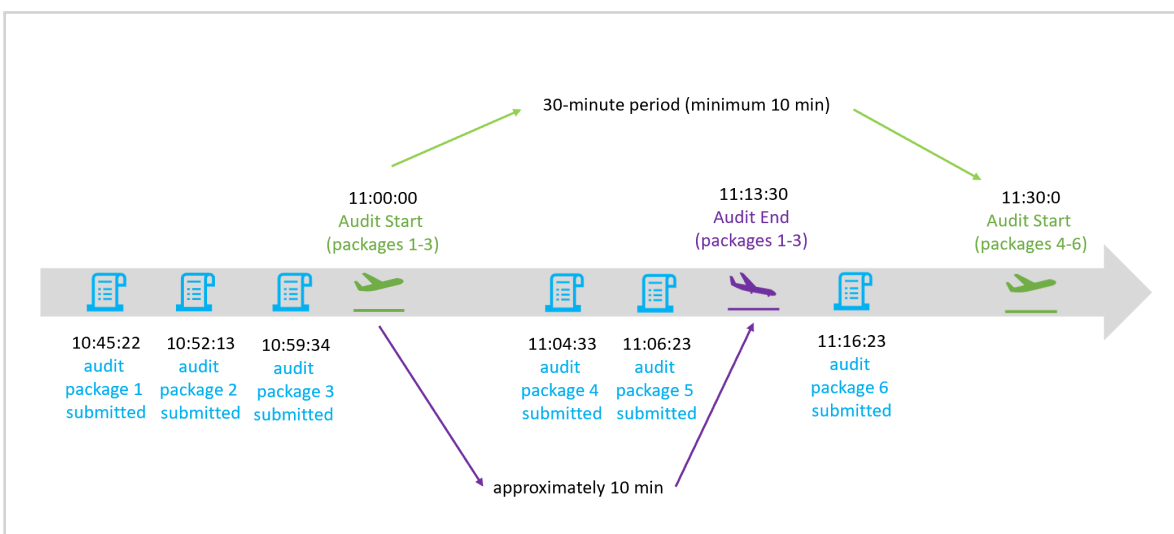 30-minute period (minimum 10 min)
11:00:00
Audit Start
(packages 1-3)
11:13:30
Audit End
(packages 1-3)
11:30:0
Audit Start
(packages 4-6)
10:45:22
audit
package 1
submitted
10:52:13
audit
package 2
submitted
10:59:34
audit
package 3
submitted
11:04:33
audit
package 4
submitted
11:06:23
audit
package 5
submitted
11:16:23
audit
package 6
submitted
approximately 10 min